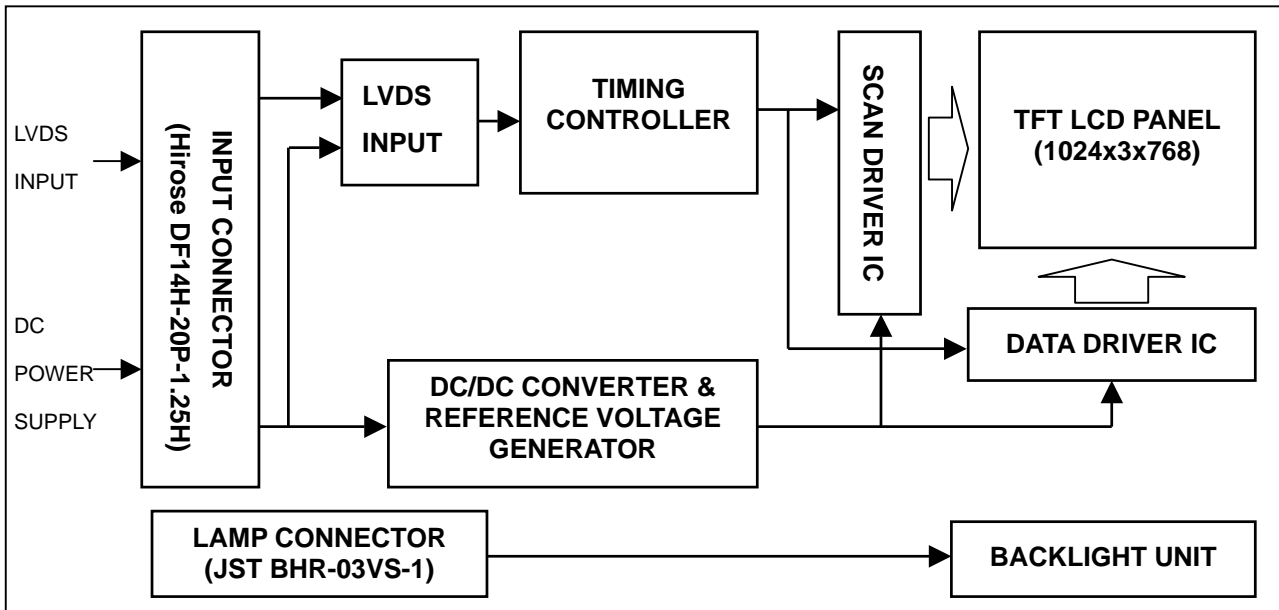 LVDS
INPUT
DC
POWER
SUPPLY
INPUT CONNECTOR
(Hirose DF14H-20P-1.25H)
LVDS
INPUT
TIMING
CONTROLLER
SCAN DRIVER IC
TFT LCD PANEL
(1024x3x768)
DATA DRIVER IC
DC/DC CONVERTER &
REFERENCE VOLTAGE
GENERATOR
LAMP CONNECTOR
(JST BHR-03VS-1)
BACKLIGHT UNIT